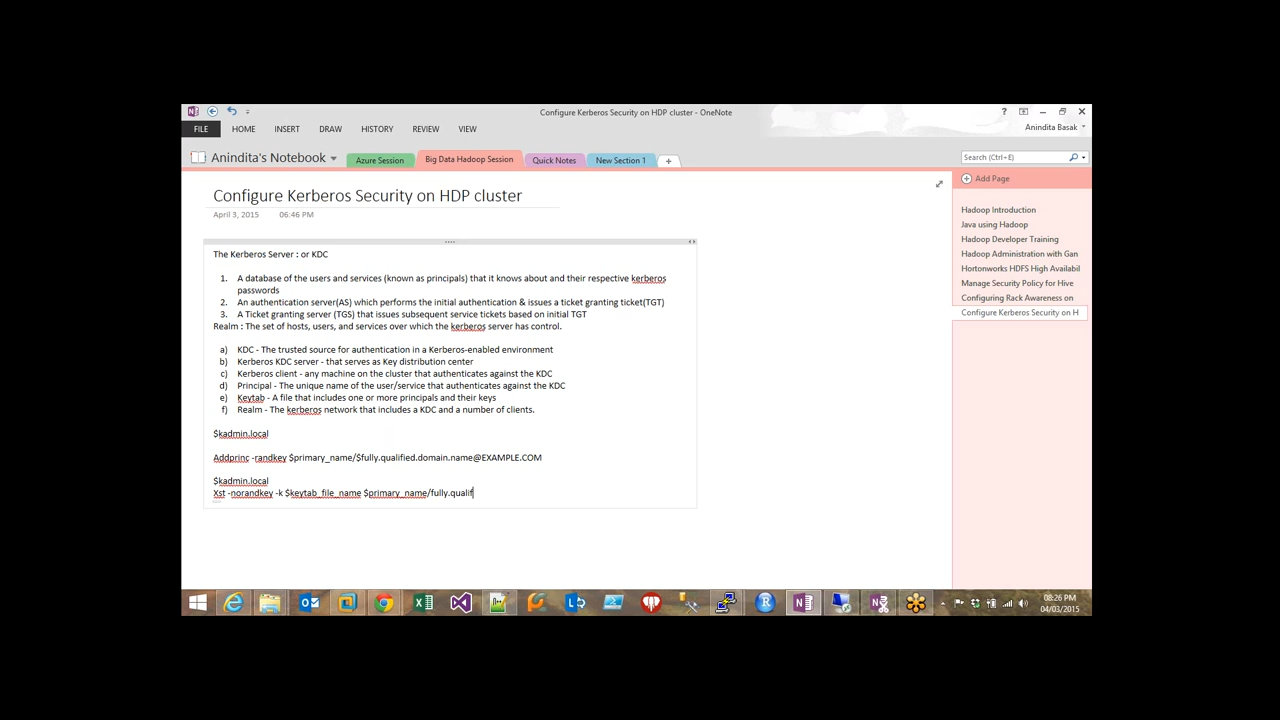 Configure Kerberos Security on HDP cluster - OneNote
?
Anindita Basak
FILE HOME INSERT DRAW HISTORY REVIEW VIEW
Anindita's Notebook
Azure Session
Big Data Hadoop Session
Quick Notes
New Section 1
+
Search (Ctrl+E)
Add Page
Hadoop Introduction
Java using Hadoop
Hadoop Developer Training
Hadoop Administration with Gan
Hortonworks HDFS High Availabil
Manage Security Policy for Hive
Configuring Rack Awareness on
Configure Kerberos Security on H
Configure Kerberos Security on HDP cluster
April 3, 2015 06:46 PM
The Kerberos Server : or KDC
1. A database of the users and services (known as principals) that it knows about and their respective kerberos
passwords
2. An authentication server(AS) which performs the initial authentication & issues a ticket granting ticket(TGT)
3. A Ticket granting server (TGS) that issues subsequent service tickets based on initial TGT
Realm : The set of hosts, users, and services over which the kerberos server has control.
a) KDC - The trusted source for authentication in a Kerberos-enabled environment
b) Kerberos KDC server - that serves as Key distribution center
c) Kerberos client - any machine on the cluster that authenticates against the KDC
d) Principal - The unique name of the user/service that authenticates against the KDC
e) Keytab - A file that includes one or more principals and their keys
f) Realm - The kerberos network that includes a KDC and a number of clients.
$kadmin.local
Addprinc -randkey $primary_name/$fully.qualified.domain.name@EXAMPLE.COM
$kadmin.local
Xst -norandkey -k $keytab_file_name $primary_name/fully.qualif
08:26 PM
04/03/2015